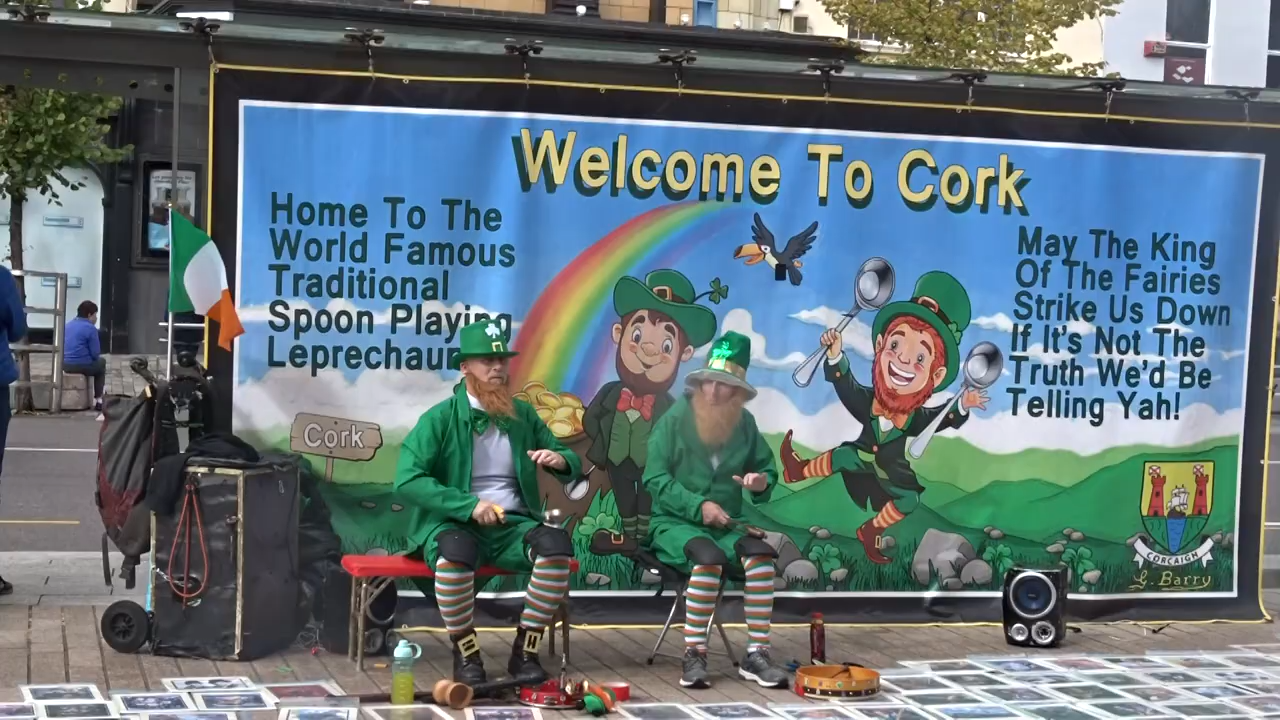 Welcome To Cork
Home To The
World Famous
Traditional
Spoon Playing
Leprechaun
May The King
Of The Fairies
Strike Us Down
If It's Not The
Truth We'd Be
Telling Yah!
Cork
CORCAIGH
G. Barry